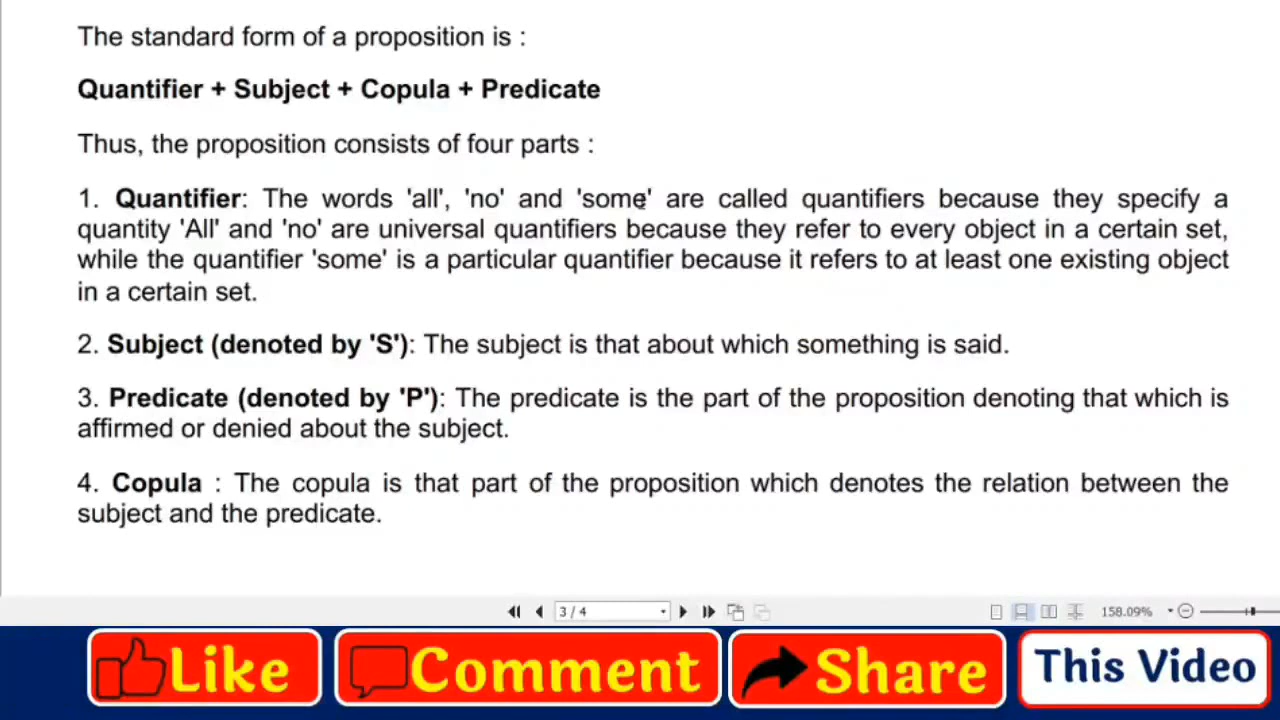 The standard form of a proposition is :
Quantifier + Subject + Copula + Predicate
Thus, the proposition consists of four parts :
1. Quantifier: The words 'all', 'no' and 'some' are called quantifiers because they specify a
quantity 'All' and 'no' are universal quantifiers because they refer to every object in a certain set,
while the quantifier 'some' is a particular quantifier because it refers to at least one existing object
in a certain set.
2. Subject (denoted by 'S'): The subject is that about which something is said.
3. Predicate (denoted by 'P'): The predicate is the part of the proposition denoting that which is
affirmed or denied about the subject.
4. Copula : The copula is that part of the proposition which denotes the relation between the
subject and the predicate.
3 / 4 158.09%
Like Comment Share This Video